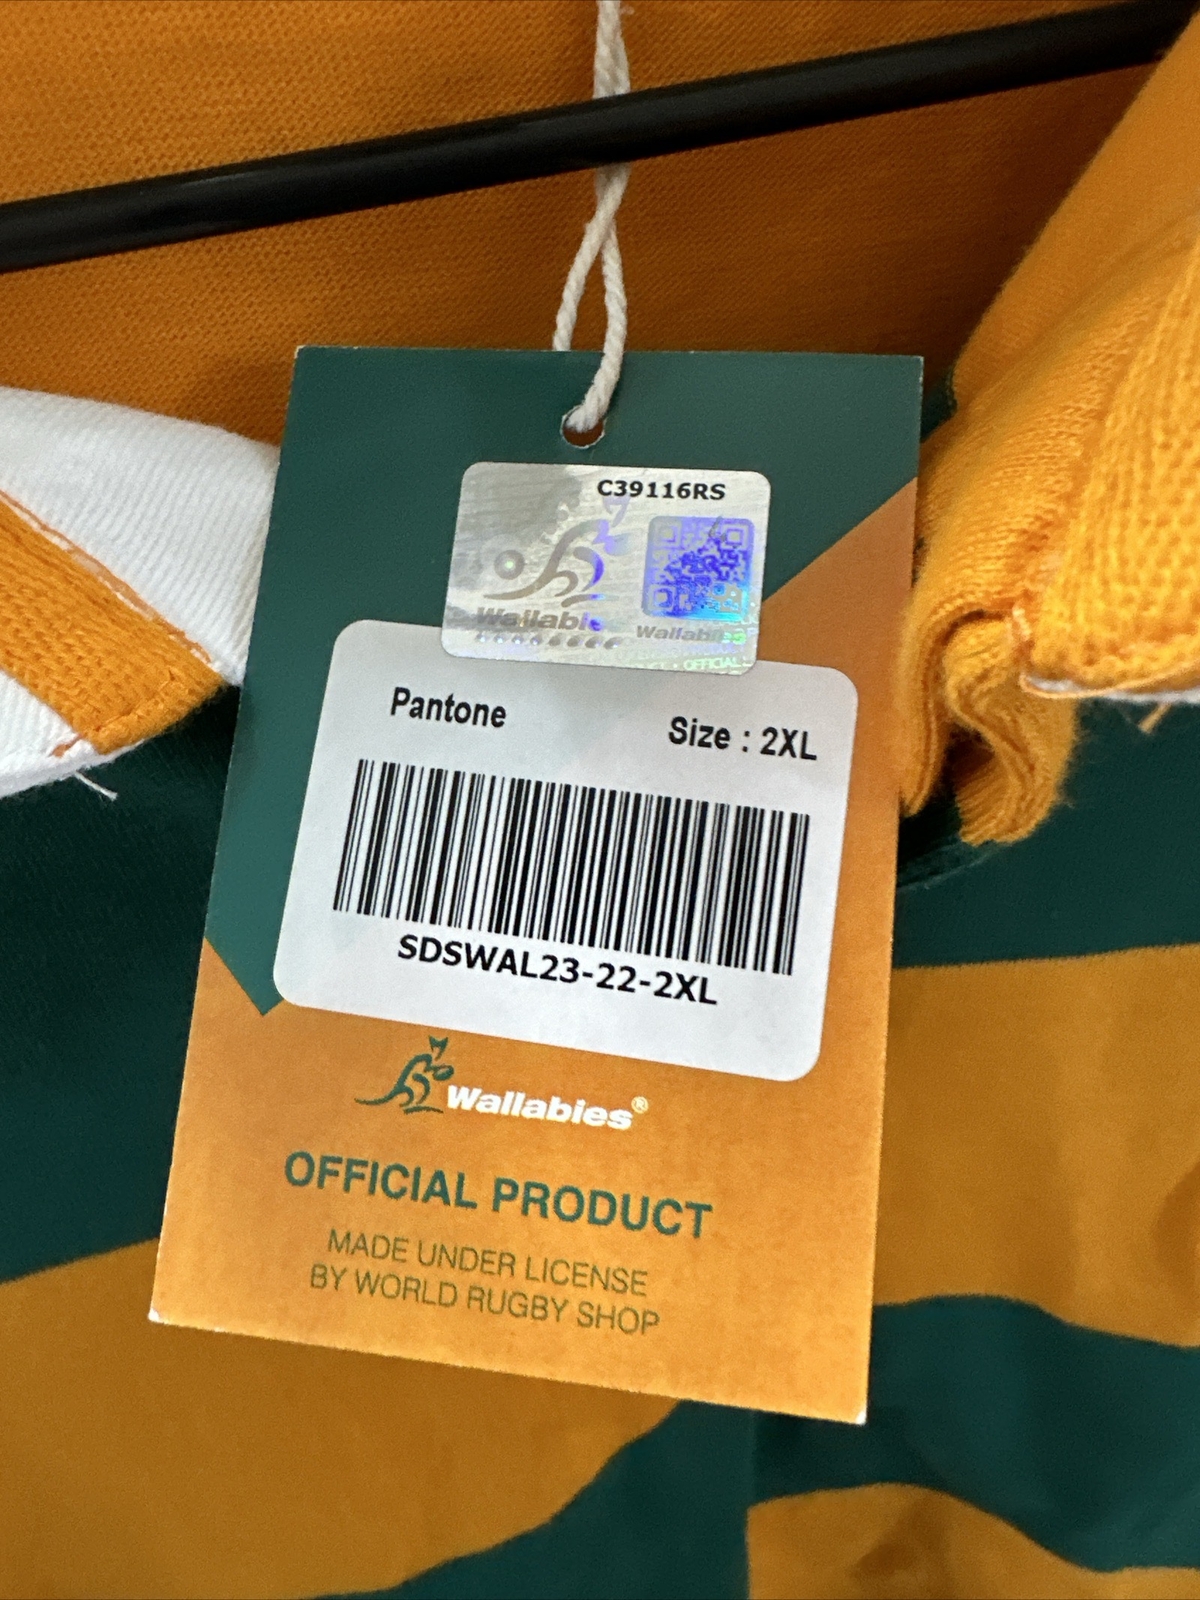 C39116RS
Wallabies
Wallabies
OFFICIAL
Pantone
Size : 2XL
SDSWAL23-22-2XL
Wallabies®
OFFICIAL PRODUCT
MADE UNDER LICENSE
BY WORLD RUGBY SHOP